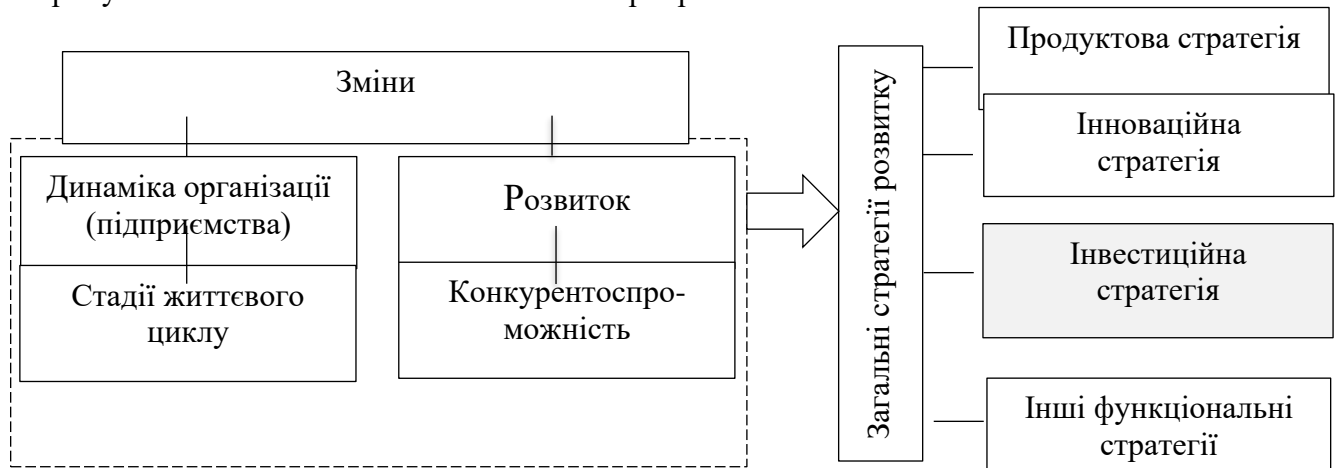 Зміни
Динаміка організації
(підприємства)
Стадії життєвого
циклу
Розвиток
Конкурентоспро-
можність
Загальні стратегії розвитку
Продуктова стратегія
Інноваційна
стратегія
Інвестиційна
стратегія
Інші функціональні
стратегії